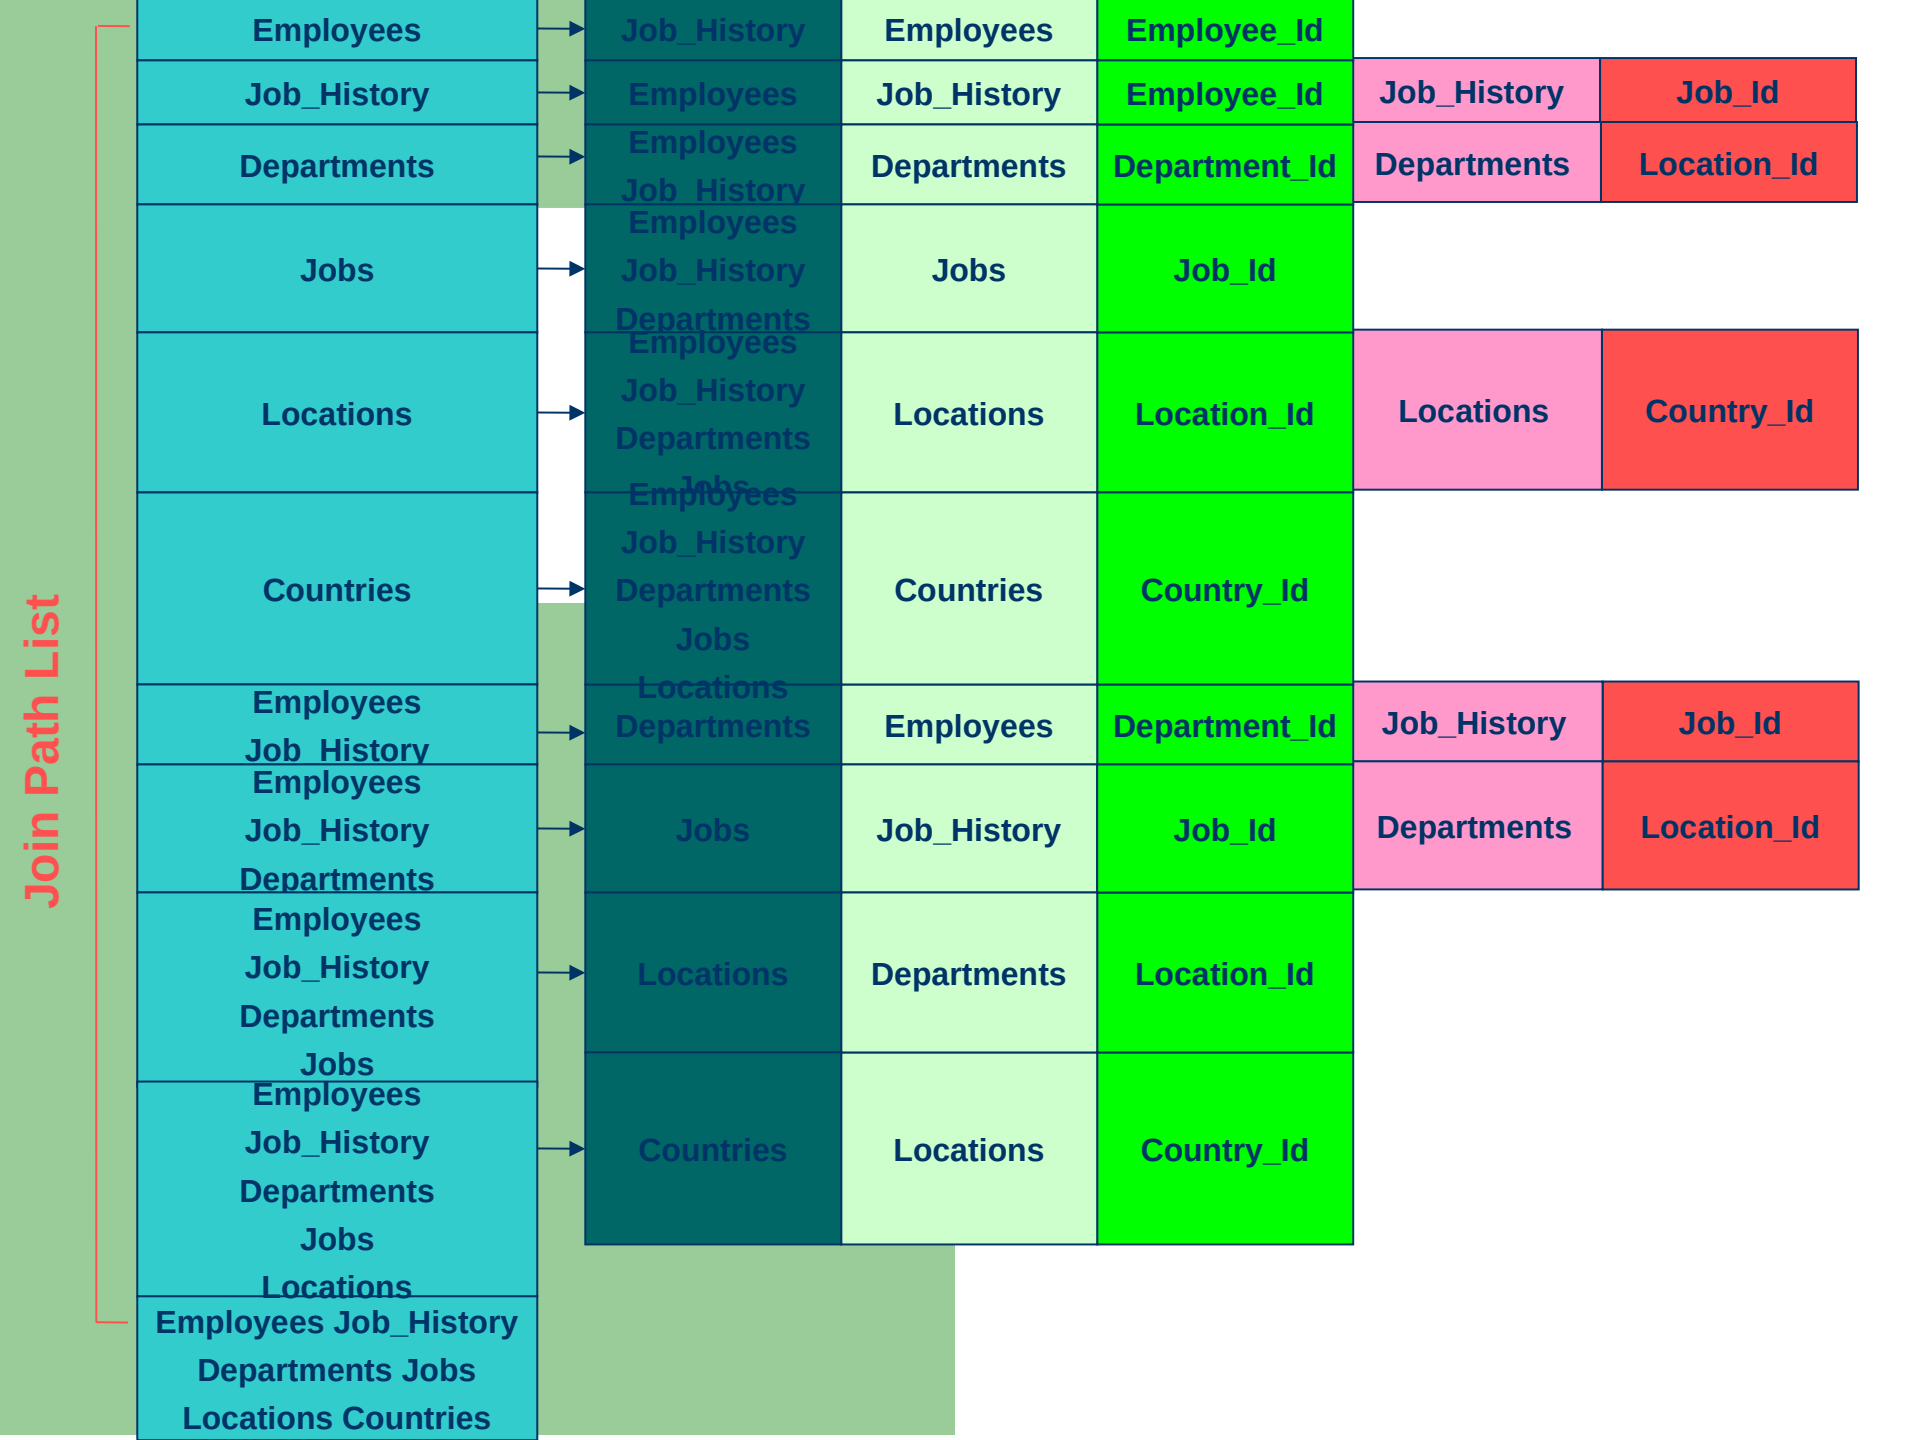 Join Path List
Employees
Job_History
Employees
Employee_Id
Job_History
Employees
Job_History
Employee_Id
Job_History
Job_Id
Departments
Employees
Job_History
Departments
Department_Id
Departments
Location_Id
Jobs
Employees
Job_History
Departments
Jobs
Job_Id
Locations
Employees
Job_History
Departments
Jobs
Locations
Location_Id
Locations
Country_Id
Countries
Employees
Job_History
Departments
Jobs
Locations
Countries
Country_Id
Employees
Job_History
Departments
Employees
Department_Id
Job_History
Job_Id
Employees
Job_History
Departments
Jobs
Job_History
Job_Id
Departments
Location_Id
Employees
Job_History
Departments
Jobs
Locations
Departments
Location_Id
Employees
Job_History
Departments
Jobs
Locations
Countries
Locations
Country_Id
Employees Job_History
Departments Jobs
Locations Countries